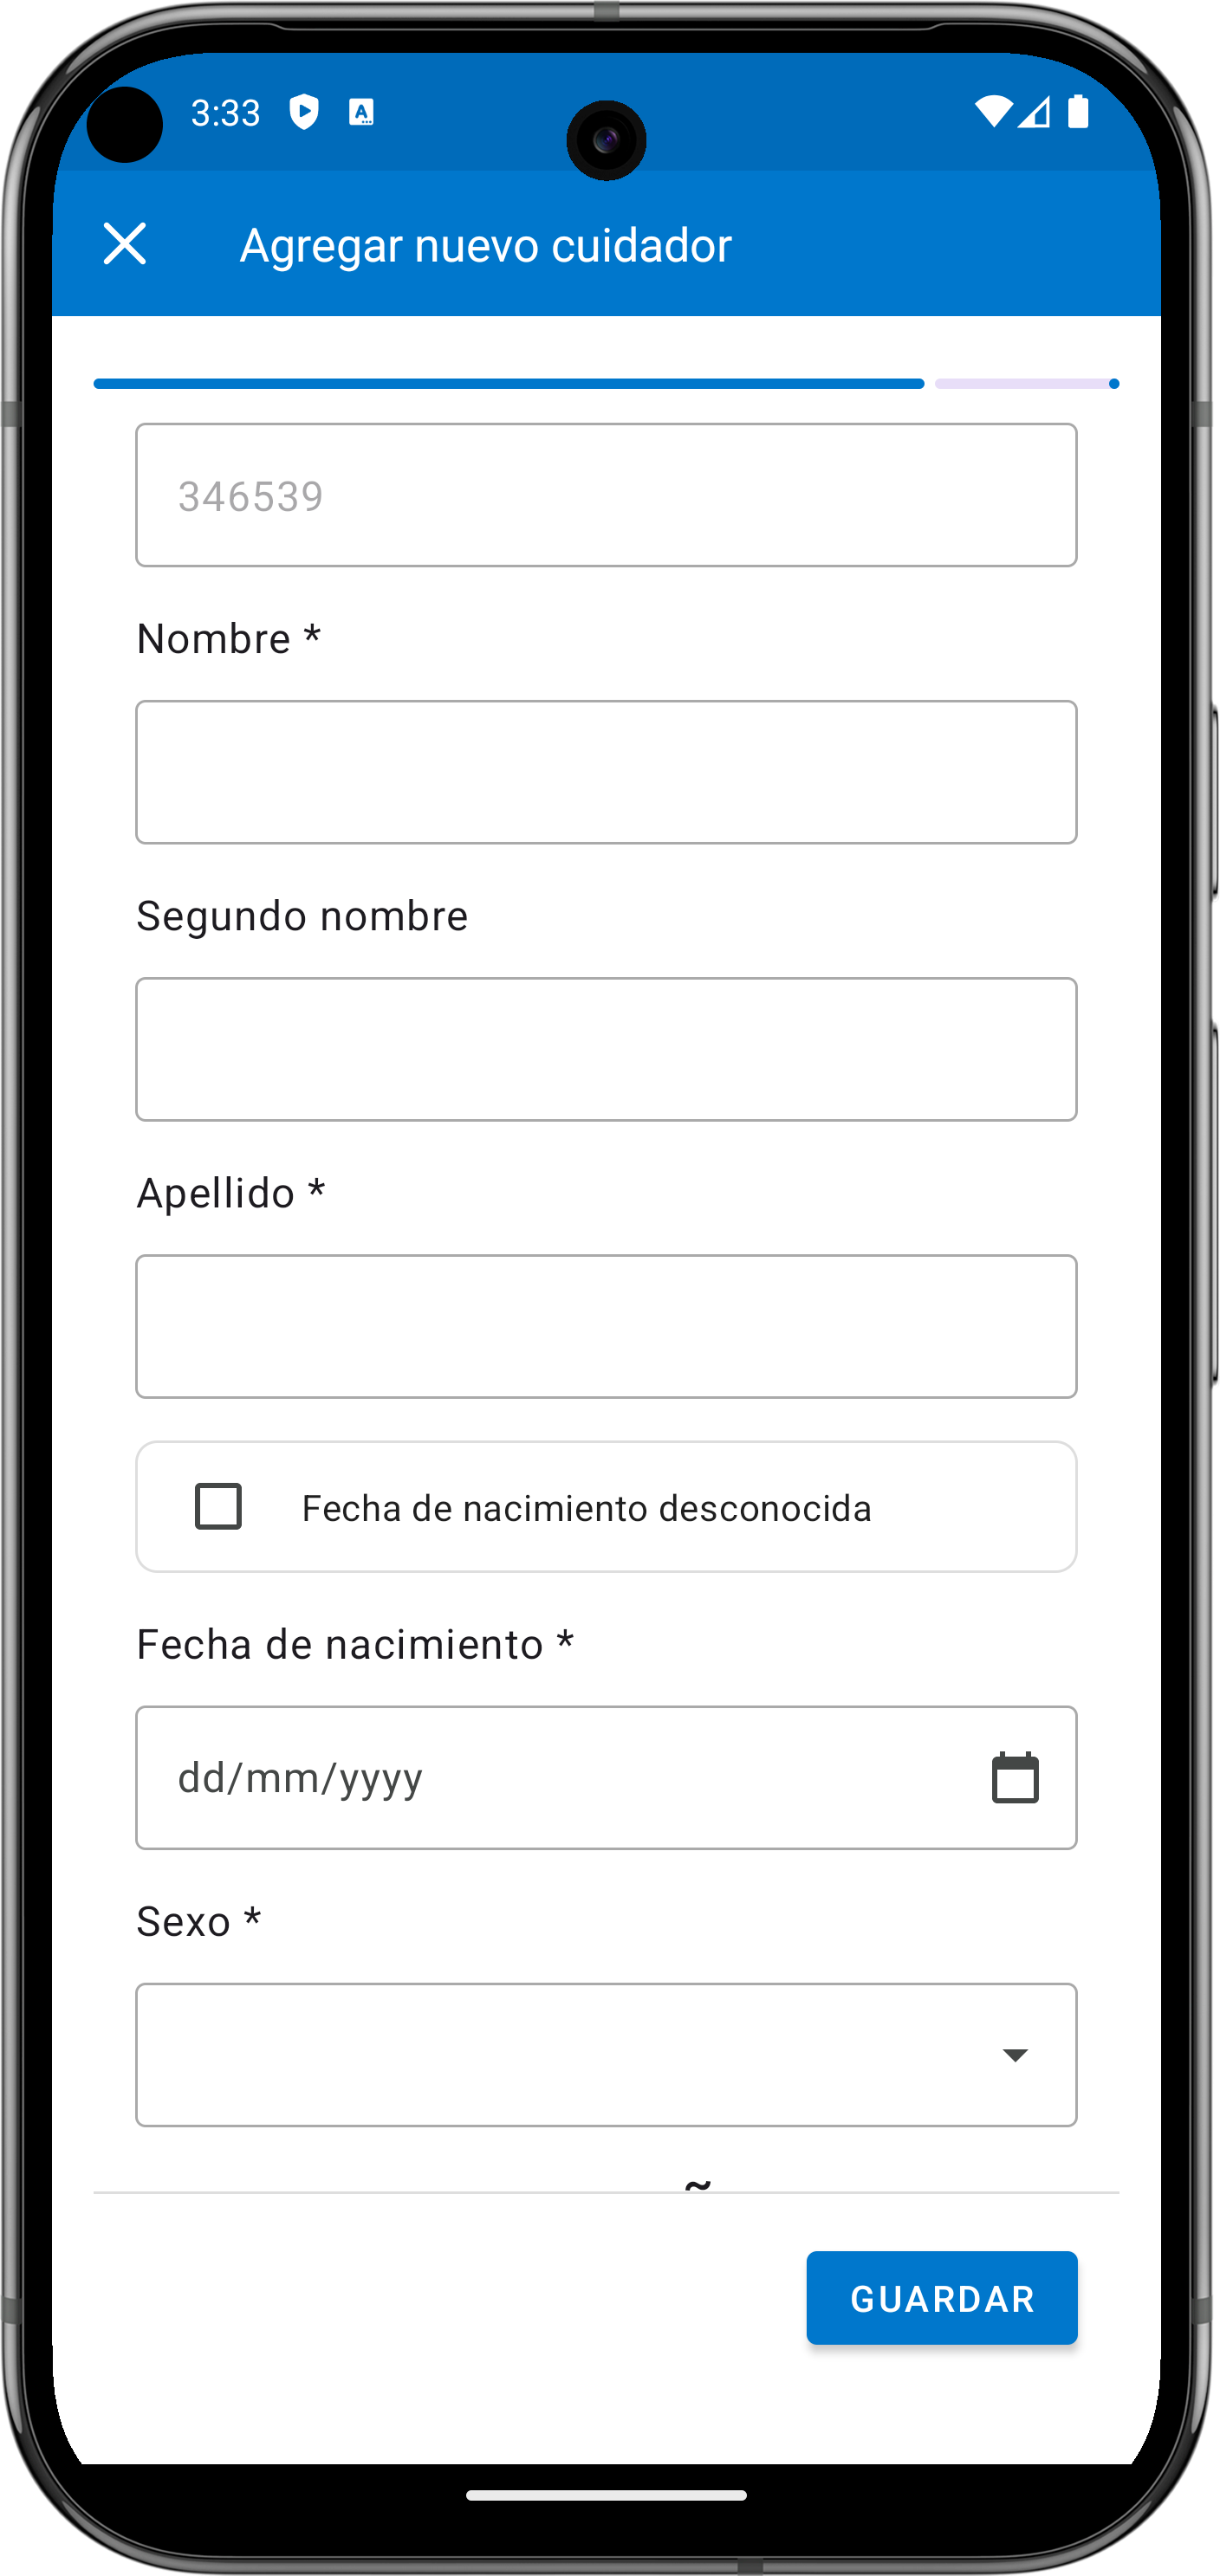 3:33
Agregar nuevo cuidador
346539
Nombre *
Segundo nombre
Apellido *
Fecha de nacimiento desconocida
Fecha de nacimiento *
dd/mm/yyyy
Sexo *
GUARDAR